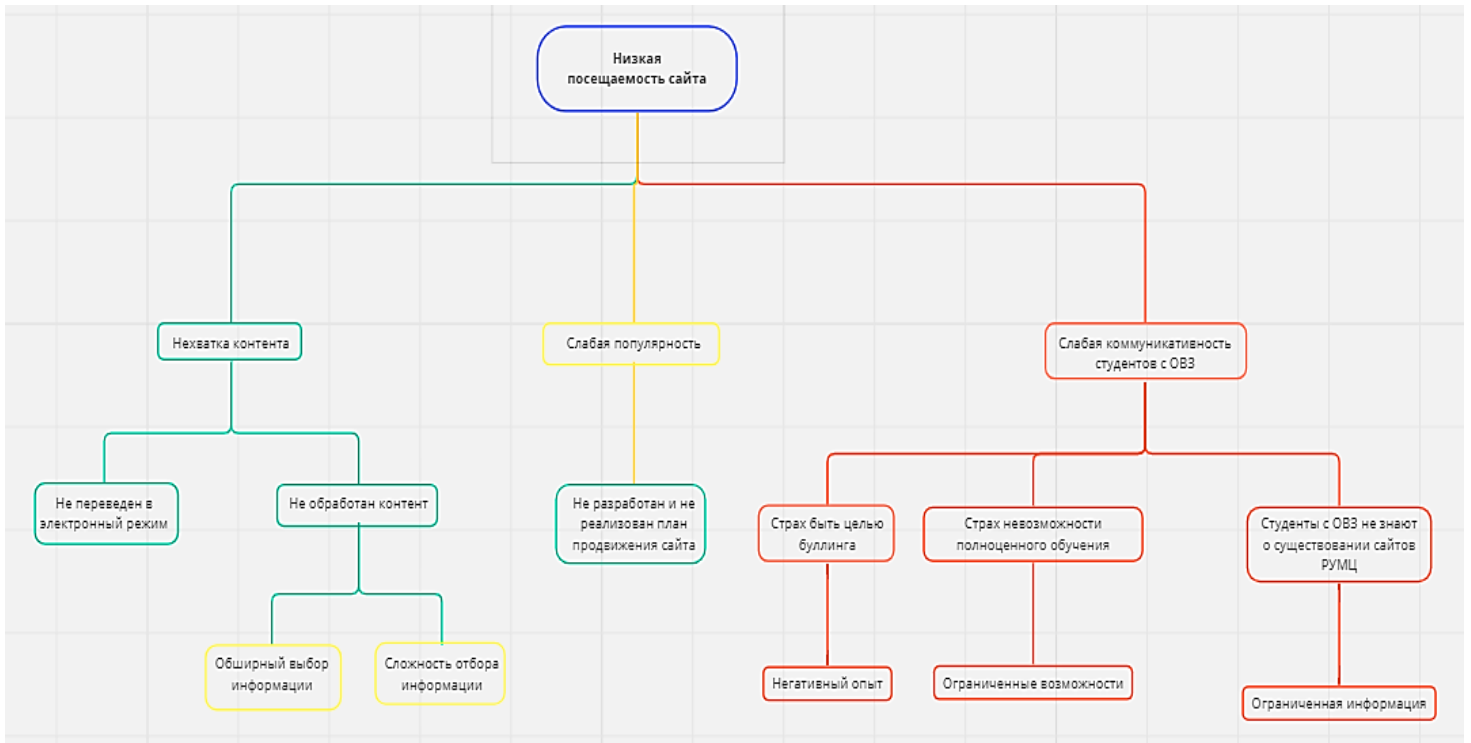 Низкая
посещаемость сайта
Нехватка контента
Слабая популярность
Слабая коммуникативность
студентов с ОВЗ
Не переведен в
электронный режим
Не обработан контент
Не разработан и не
реализован план
продвижения сайта
Страх быть целью
буллинга
Страх невозможности
полноценного обучения
Студенты с ОВЗ не знают
о существовании сайтов
РУМЦ
Обширный выбор
информации
Сложность отбора
информации
Негативный опыт
Ограниченные возможности
Ограниченная информация